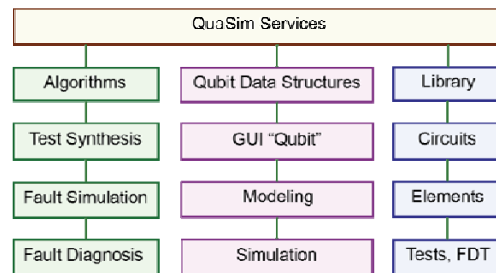 QuaSim Services
Algorithms
Qubit Data Structures
Library
Test Synthesis
GUI “Qubit”
Circuits
Fault Simulation
Modeling
Elements
Fault Diagnosis
Simulation
Tests, FDT